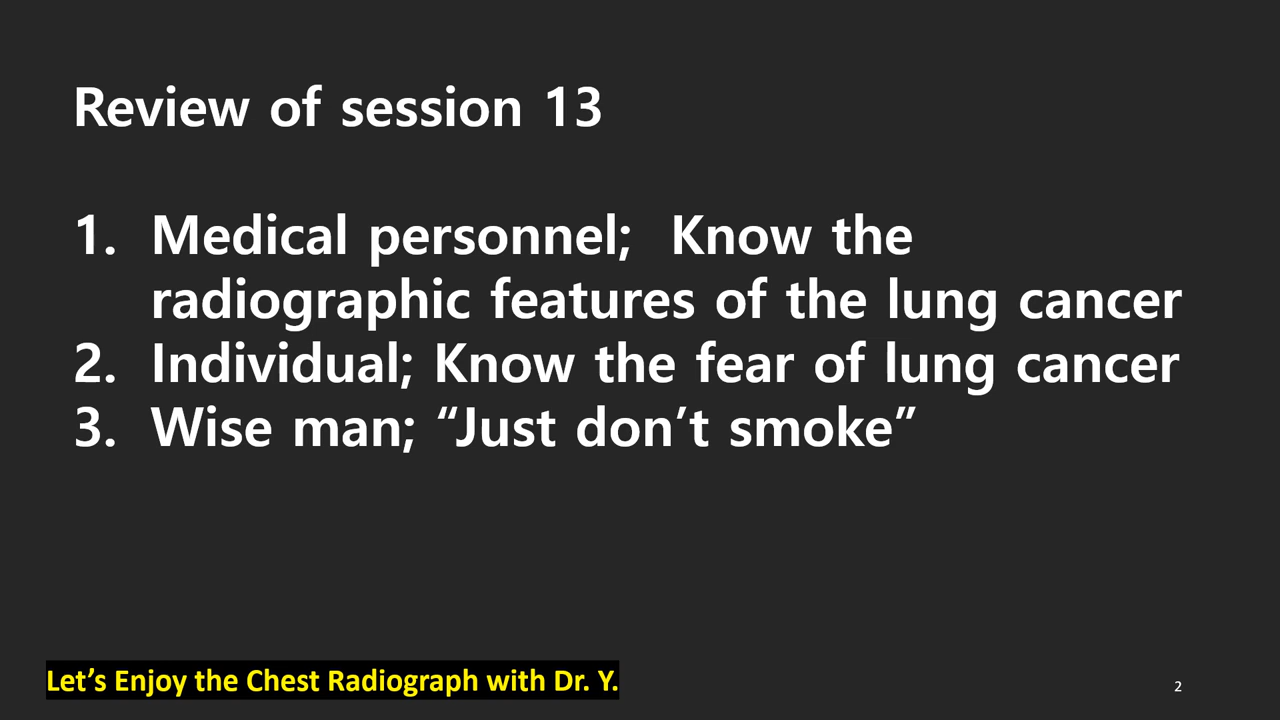 Review of session 13
1. Medical personnel; Know the
radiographic features of the lung cancer
2. Individual; Know the fear of lung cancer
3. Wise man; “Just don’t smoke”
Let’s Enjoy the Chest Radiograph with Dr. Y.
2